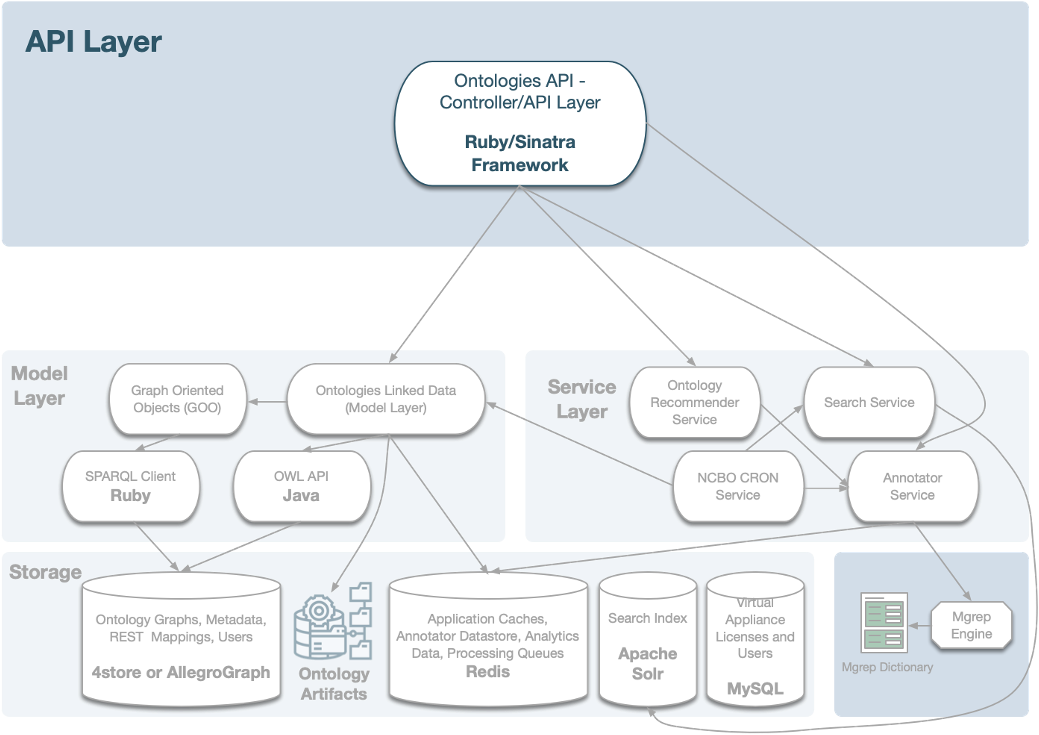 API Layer
Ontologies API -
Controller/API Layer
Ruby/Sinatra
Framework
Model
Layer
Graph Oriented
Objects (GOO)
Ontologies Linked Data
(Model Layer)
SPARQL Client
Ruby
OWL API
Java
Service
Layer
Ontology
Recommender
Service
Search Service
NCBO CRON
Service
Annotator
Service
Storage
Ontology Graphs, Metadata,
REST Mappings, Users
4store or AllegroGraph
Ontology
Artifacts
Application Caches,
Annotator Datastore, Analytics
Data, Processing Queues
Redis
Search Index
Apache
Solr
Virtual
Appliance
Licenses and
Users
MySQL
Mgrep Dictionary
Mgrep
Engine